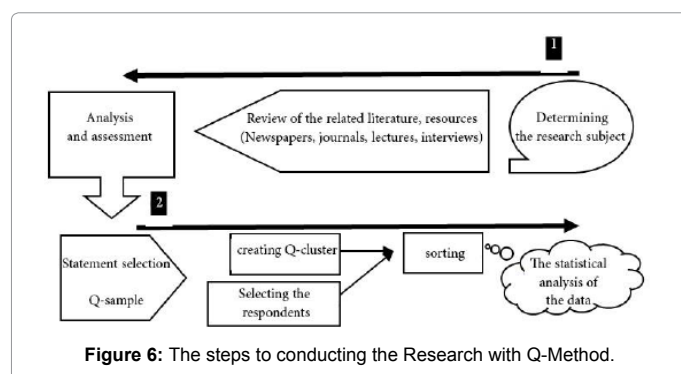 1
Determining
the research subject
Review of the related literature, resources
(Newspapers, journals, lectures, interviews)
Analysis
and assessment
2
Statement selection
Q-sample
creating Q-cluster
Selecting the
respondents
sorting
The statistical
analysis of
the data
Figure 6: The steps to conducting the Research with Q-Method.